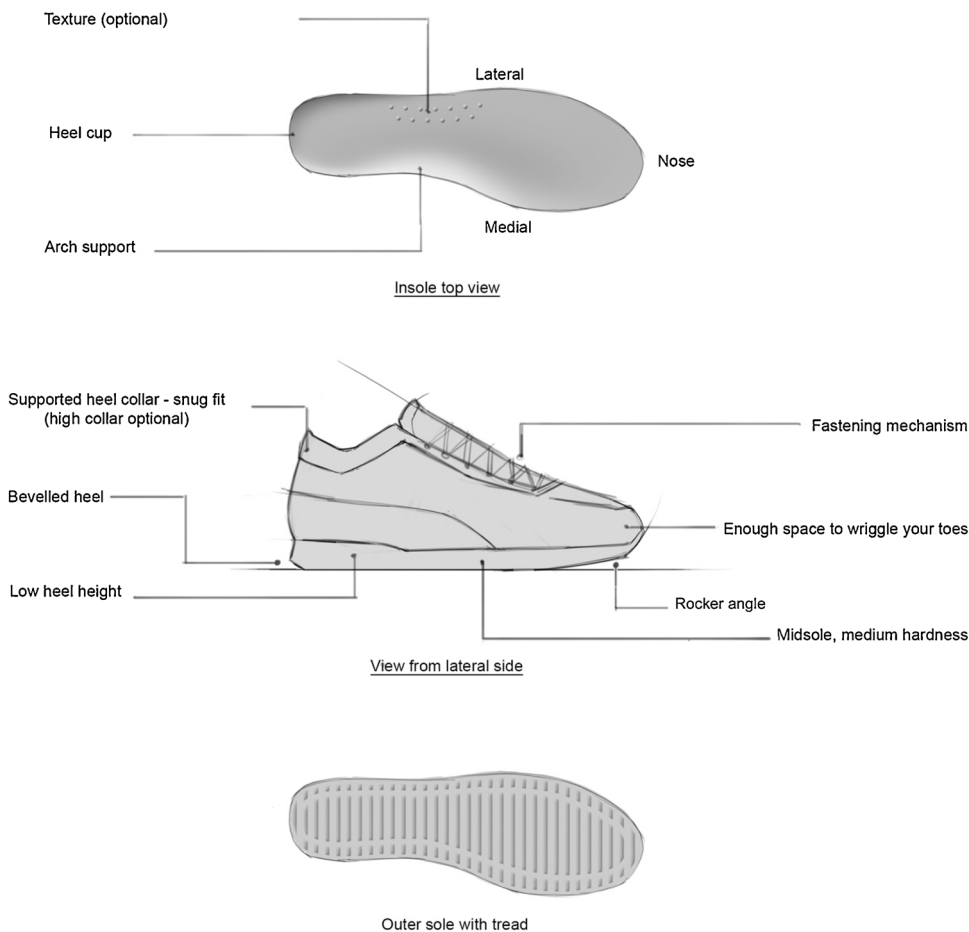 Texture (optional)
Lateral
Heel cup
Nose
Medial
Arch support
Insole top view
Supported heel collar - snug fit
(high collar optional)
Fastening mechanism
Bevelled heel
Enough space to wriggle your toes
Low heel height
Rocker angle
Midsole, medium hardness
View from lateral side
Outer sole with tread